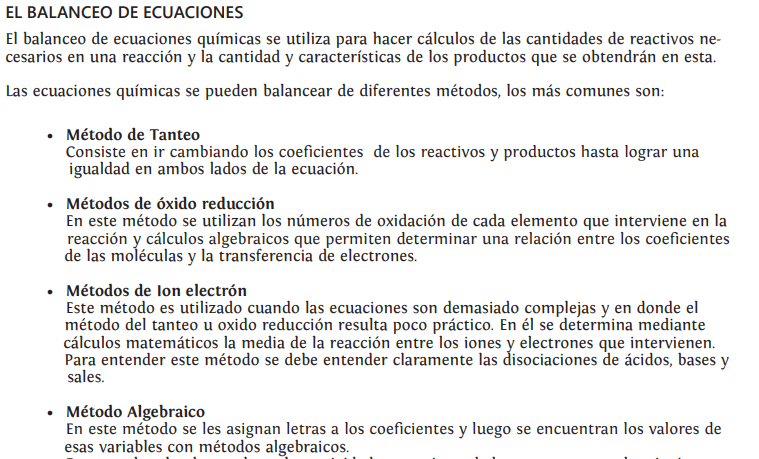 EL BALANCEO DE ECUACIONES
El balanceo de ecuaciones químicas se utiliza para hacer cálculos de las cantidades de reactivos ne-
cesarios en una reacción y la cantidad y características de los productos que se obtendrán en esta.
Las ecuaciones químicas se pueden balancear de diferentes métodos, los más comunes son:
• Método de Tanteo
Consiste en ir cambiando los coeficientes de los reactivos y productos hasta lograr una
igualdad en ambos lados de la ecuación.
• Métodos de óxido reducción
En este método se utilizan los números de oxidación de cada elemento que interviene en la
reacción y cálculos algebraicos que permiten determinar una relación entre los coeficientes
de las moléculas y la transferencia de electrones.
• Métodos de Ion electrón
Este método es utilizado cuando las ecuaciones son demasiado complejas y en donde el
método del tanteo u oxido reducción resulta poco práctico. En él se determina mediante
cálculos matemáticos la media de la reacción entre los iones y electrones que intervienen.
Para entender este método se debe entender claramente las disociaciones de ácidos, bases y
sales.
• Método Algebraico
En este método se les asignan letras a los coeficientes y luego se encuentran los valores de
esas variables con métodos algebraicos.